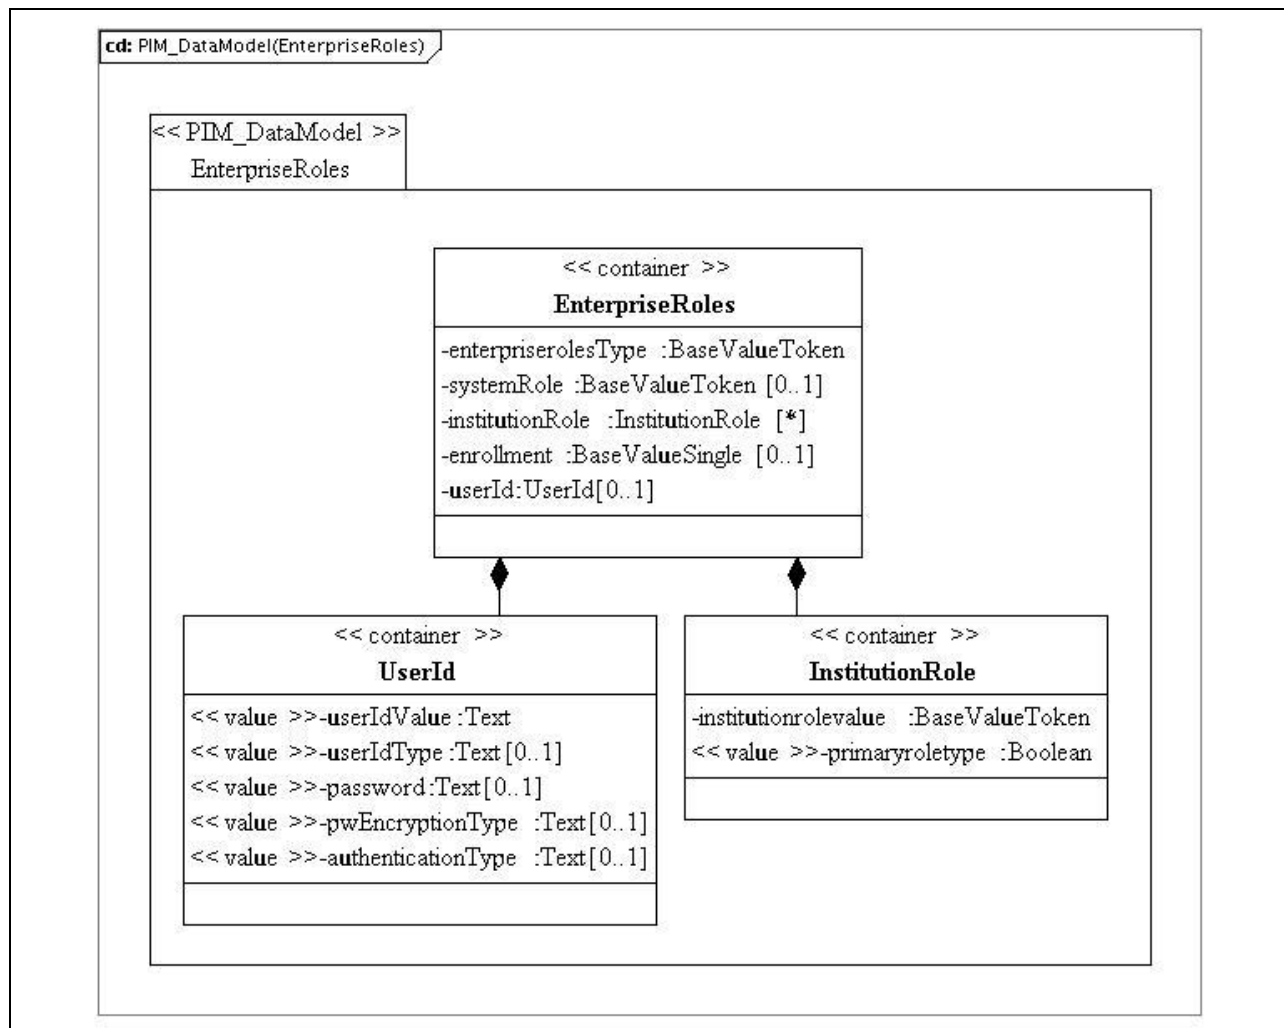 cd: PIM_DataModel(EnterpriseRoles)
<< PIM_DataModel >>
EnterpriseRoles
<< container >>
EnterpriseRoles
-enterpriserolesType :BaseValueToken
-systemRole :BaseValueToken [0..1]
-institutionRole :InstitutionRole [*]
-enrollment :BaseValueSingle [0..1]
-userId:UserId[0..1]
<< container >>
UserId
<< value >>-userIdValue :Text
<< value >>-userIdType :Text[0..1]
<< value >>-password:Text[0..1]
<< value >>-pwEncryptionType :Text[0..1]
<< value >>-authenticationType :Text[0..1]
<< container >>
InstitutionRole
-institutionrolevalue :BaseValueToken
<< value >>-primaryroletype :Boolean